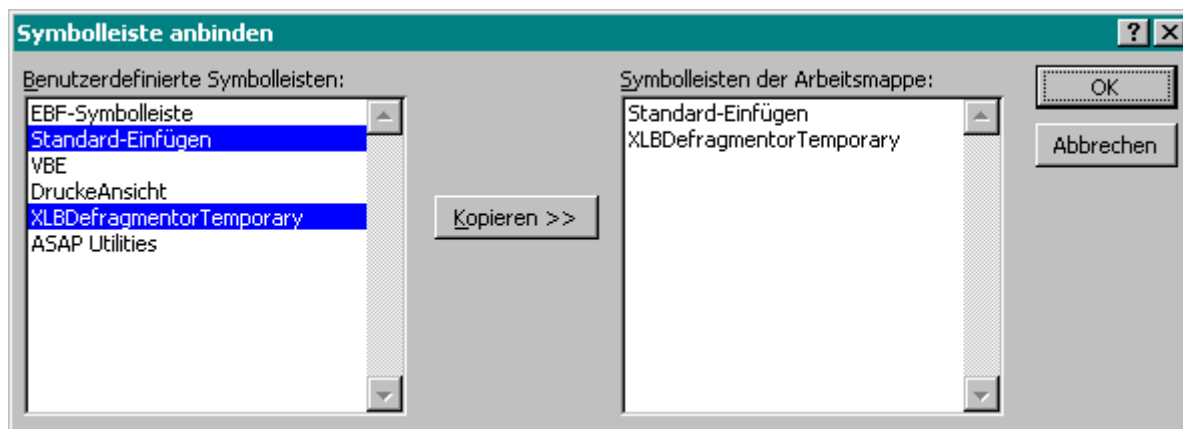 Symbolleiste anbinden
Benutzerdefinierte Symbolleisten:
EBF-Symbolleiste
Standard-Einfügen
VBE
DruckeAnsicht
XLBDefragmentorTemporary
ASAP Utilities
Kopieren >>
Symbolleisten der Arbeitsmappe:
Standard-Einfügen
XLBDefragmentorTemporary
OK
Abbrechen